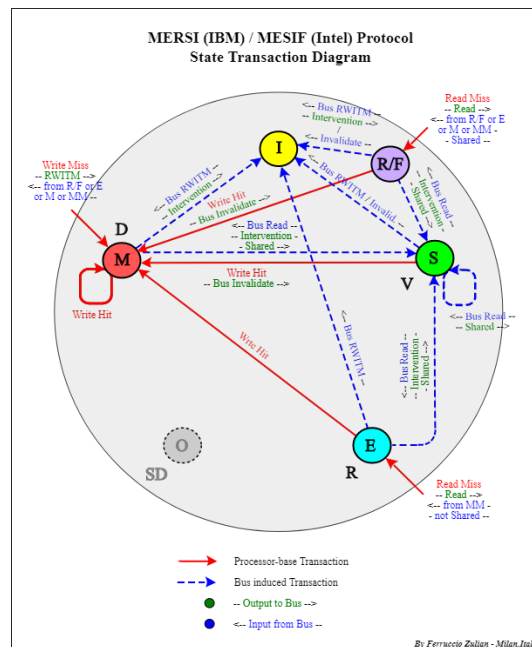 MERSI (IBM) / MESIF (Intel) Protocol
State Transaction Diagram
<-- Bus RWITM --
-- Intervention -->
/
<-- Invalidate --
Read Miss
-- Read -->
<-- from R/F or E
or M or MM --
- Shared --
I
R/F
Write Miss
-- RWITM -->
<-- from R/F or E
or M or MM --
<-- Bus RWITM --
-- Intervention -->
Write Hit
-- Bus Invalidate -->
<-- Bus RWITM / Invalid. --
<-- Bus Read --
- Intervention -
- Shared -->
D
M
<-- Bus Read --
-- Intervention -
- Shared -->
S
V
Write Hit
-- Bus Invalidate -->
Write Hit
<-- Bus Read --
-- Shared -->
<-- Bus RWITM --
Wrie Hit
<-- Bus Read --
-- Intervention -
- Shared -->
O
SD
E
R
Read Miss
-- Read -->
<-- from MM -
- not Shared --
Processor-base Transaction
Bus induced Transaction
-- Output to Bus -->
<-- Input from Bus --
By Ferruccio Zulian - Milan.Ital